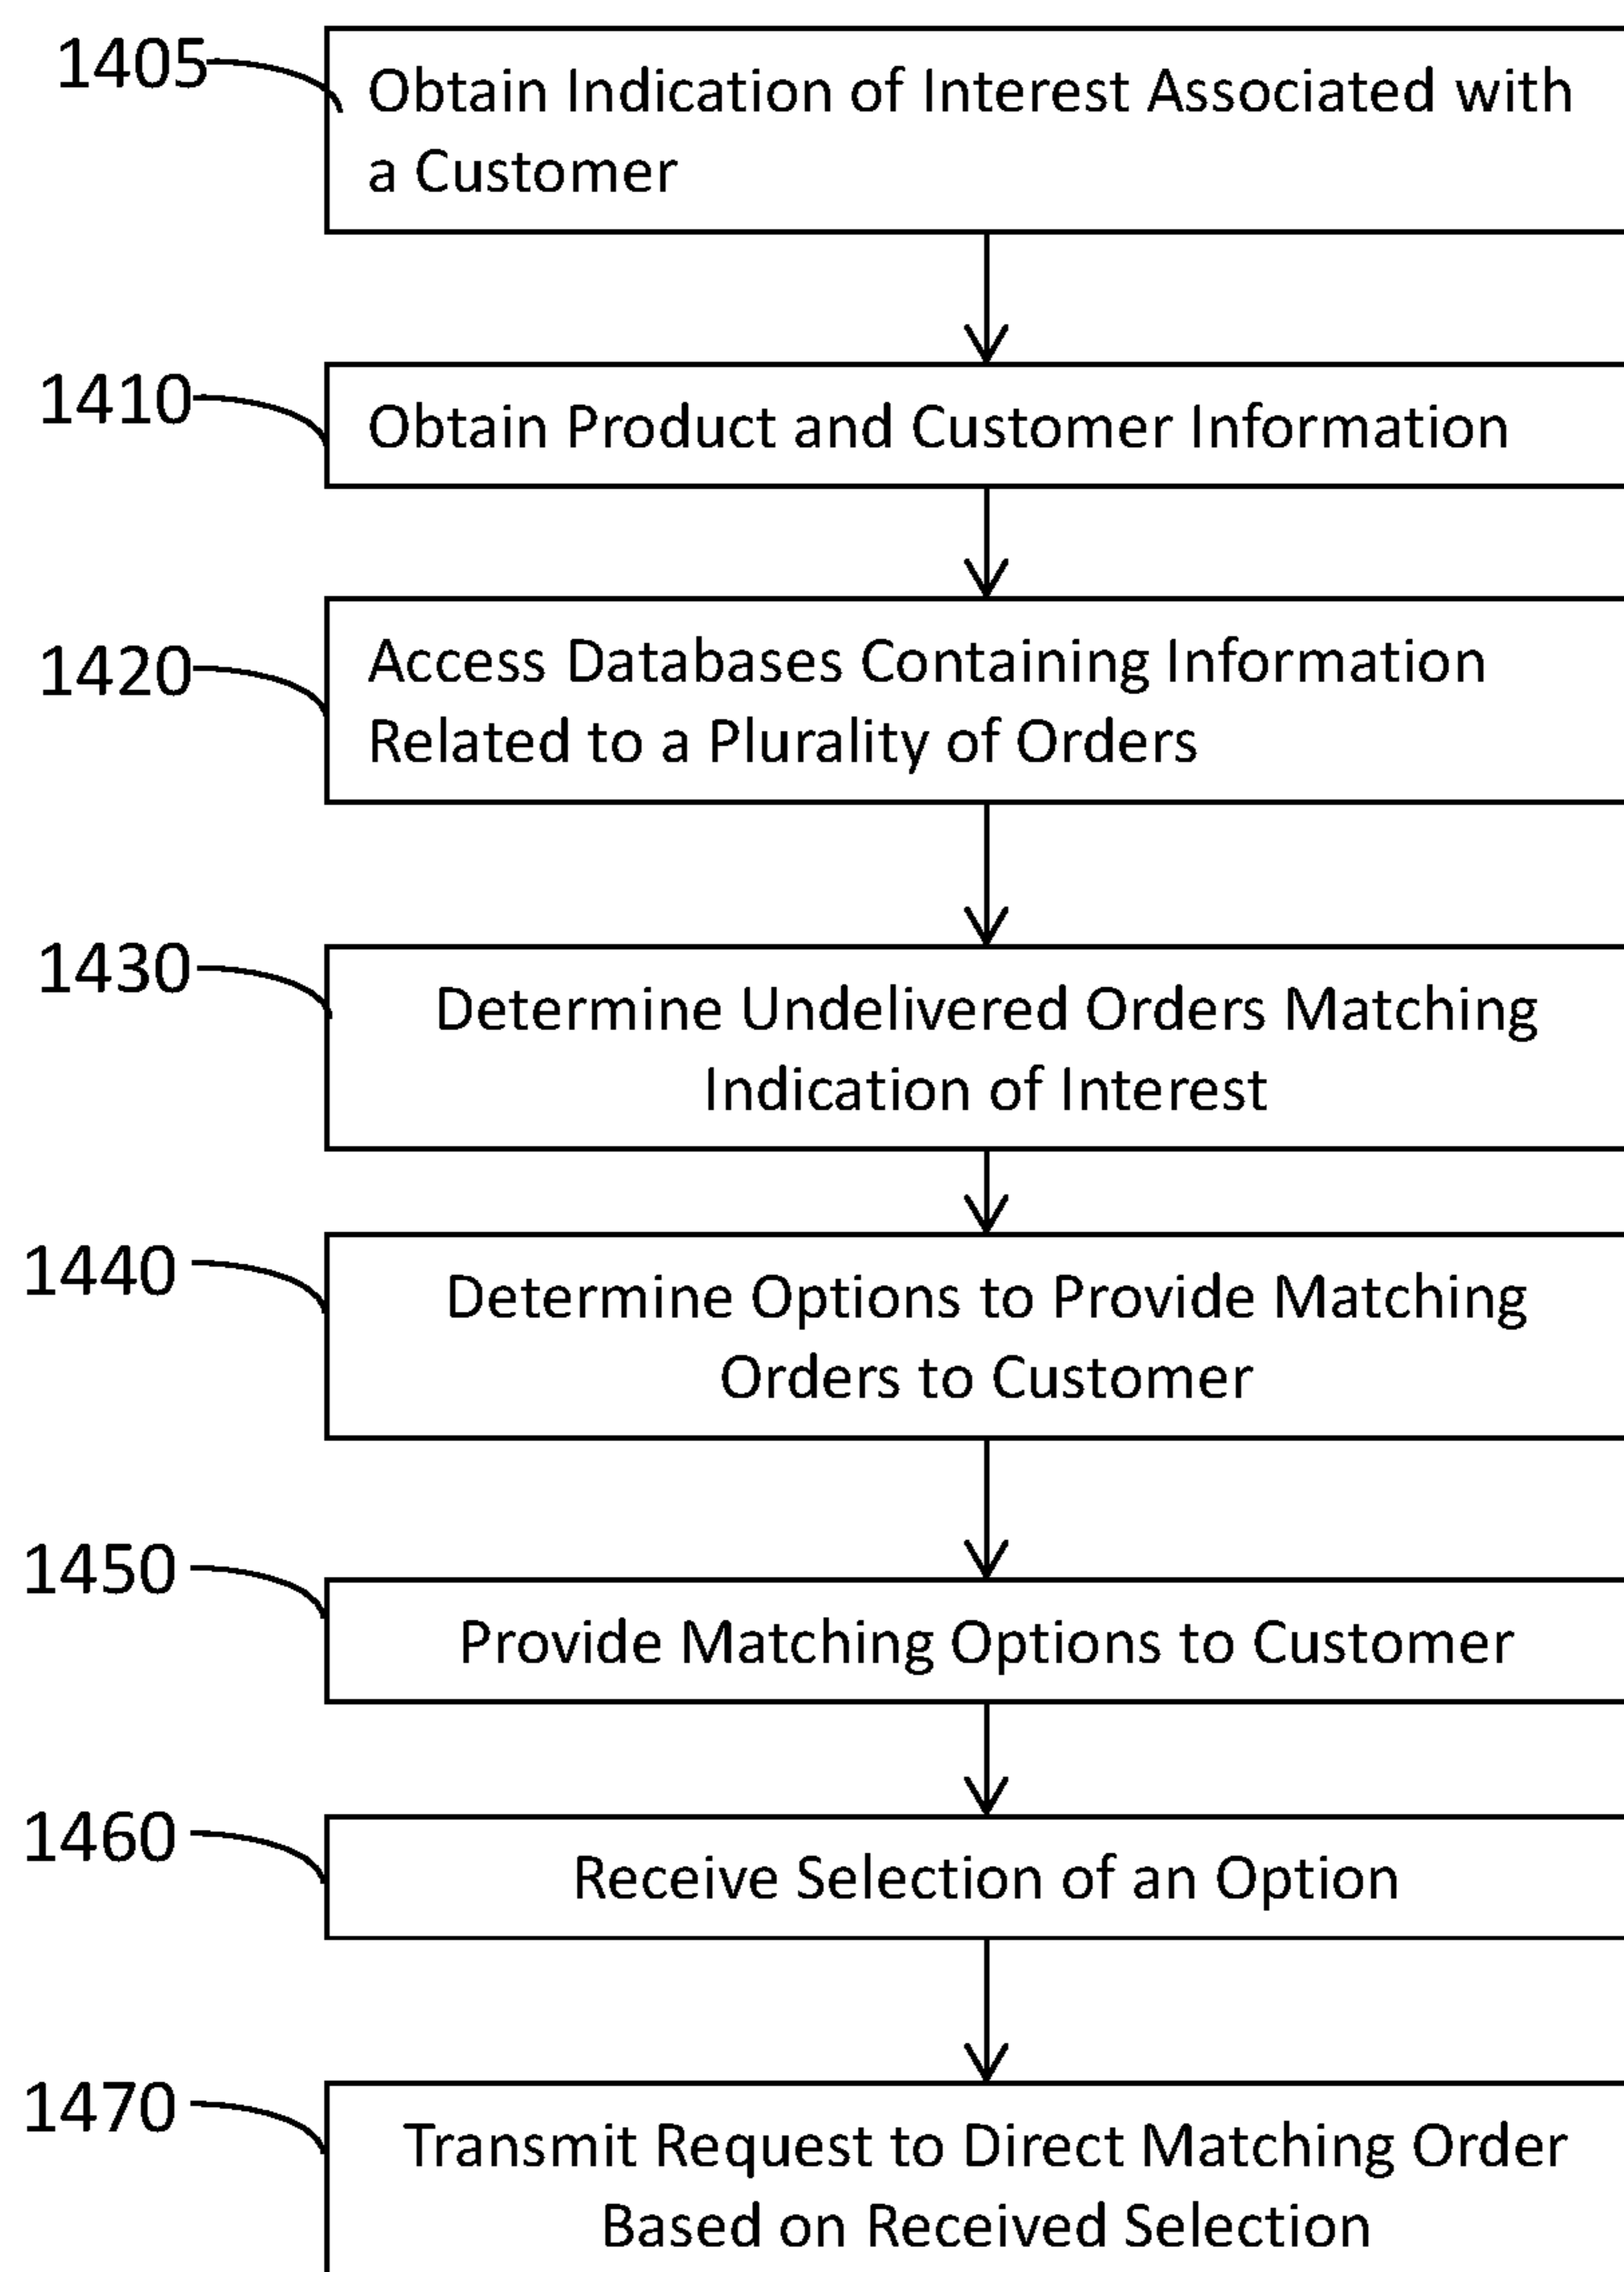 1405
Obtain Indication of Interest Associated with
a Customer
1410
Obtain Product and Customer Information
1420
Access Databases Containing Information
Related to a Plurality of Orders
1430
Determine Undelivered Orders Matching
Indication of Interest
1440
Determine Options to Provide Matching
Orders to Customer
1450
Provide Matching Options to Customer
1460
Receive Selection of an Option
1470
Transmit Request to Direct Matching Order
Based on Received Selection